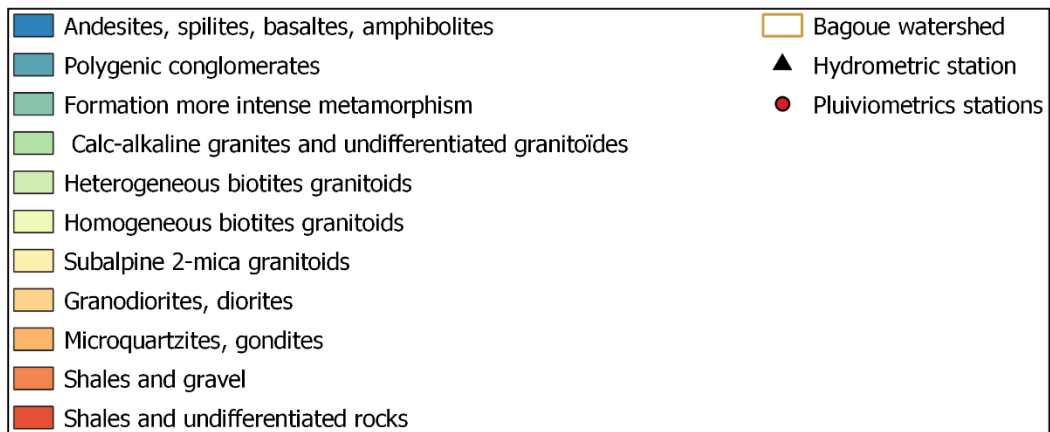 Andesites, spilites, basaltes, amphibolites
Polygenic conglomerates
Formation more intense metamorphism
Calc-alkaline granites and undifferentiated granitoïdes
Heterogeneous biotites granitoids
Homogeneous biotites granitoids
Subalpine 2-mica granitoids
Granodiorites, diorites
Microquartzites, gondites
Shales and gravel
Shales and undifferentiated rocks
Bagoue watershed
Hydrometric station
Pluiviometrics stations